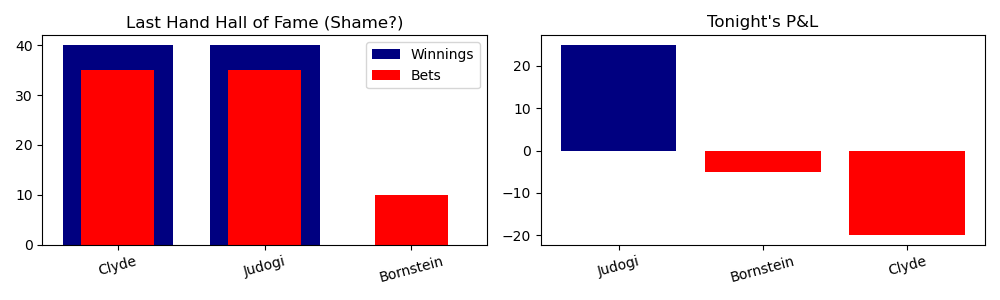 Last Hand Hall of Fame (Shame?)
40
30
20
10
0
Winnings
Bets
Clyde
Judogi
Bornstein
Tonight's P&L
20
10
0
−10
−20
Judogi
Bornstein
Clyde